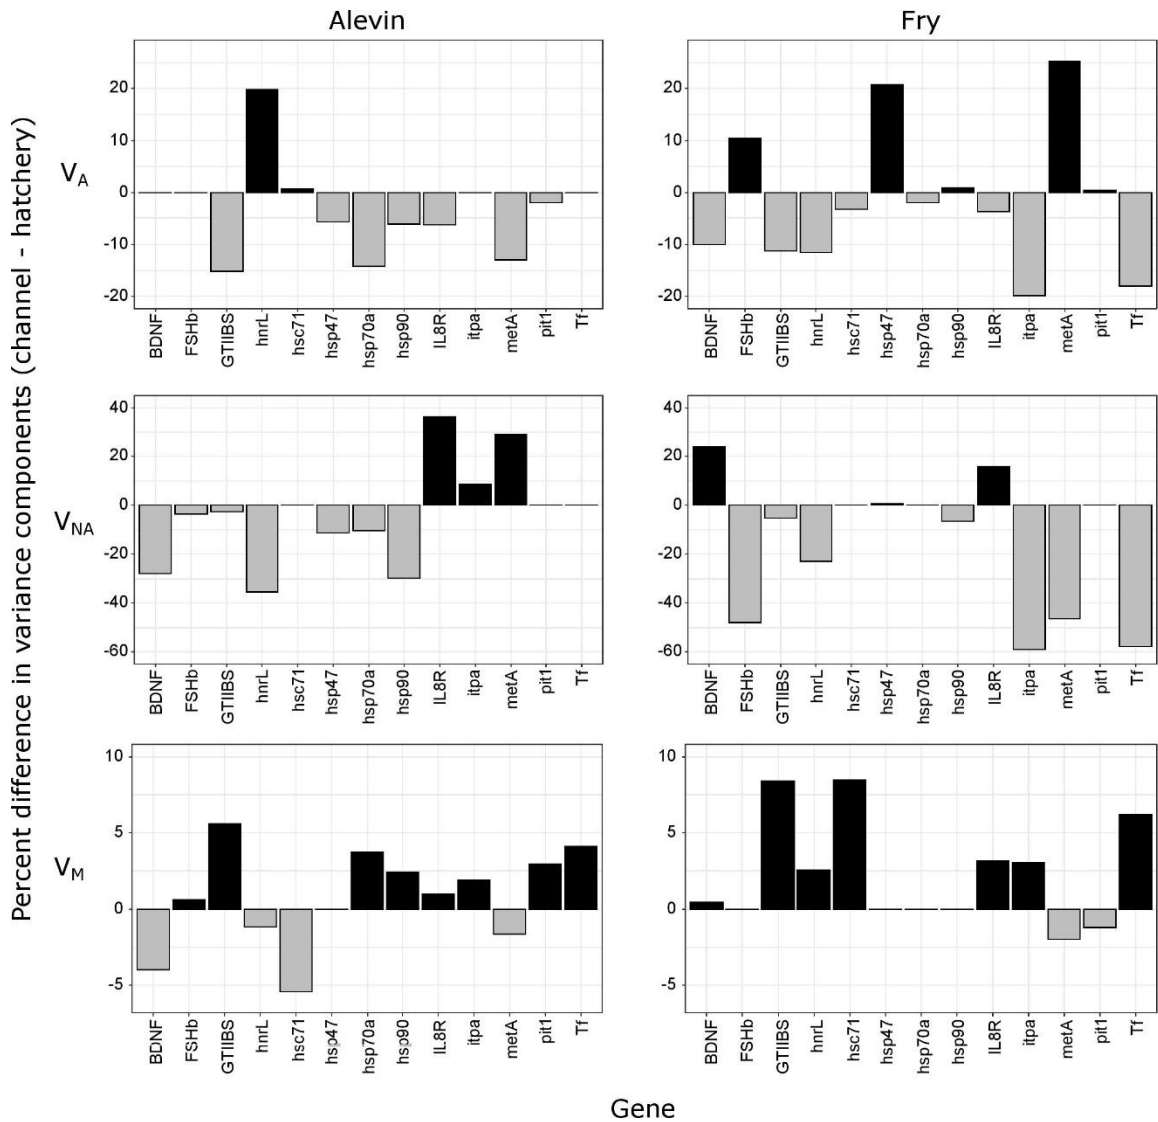 Alevin
Fry
Percent difference in variance components (channel - hatchery)
V_A
20
10
0
-10
-20
BDNF FSHb GTIIBS hnrL hsc71 hsp47 hsp70a hsp90 IL8R itpa metA pit1 Tf
20
10
0
-10
-20
BDNF FSHb GTIIBS hnrL hsc71 hsp47 hsp70a hsp90 IL8R itpa metA pit1 Tf
V_NA
40
20
0
-20
-40
-60
BDNF FSHb GTIIBS hnrL hsc71 hsp47 hsp70a hsp90 IL8R itpa metA pit1 Tf
40
20
0
-20
-40
-60
BDNF FSHb GTIIBS hnrL hsc71 hsp47 hsp70a hsp90 IL8R itpa metA pit1 Tf
V_M
10
5
0
-5
BDNF FSHb GTIIBS hnrL hsc71 hsp47 hsp70a hsp90 IL8R itpa metA pit1 Tf
10
5
0
-5
BDNF FSHb GTIIBS hnrL hsc71 hsp47 hsp70a hsp90 IL8R itpa metA pit1 Tf
Gene